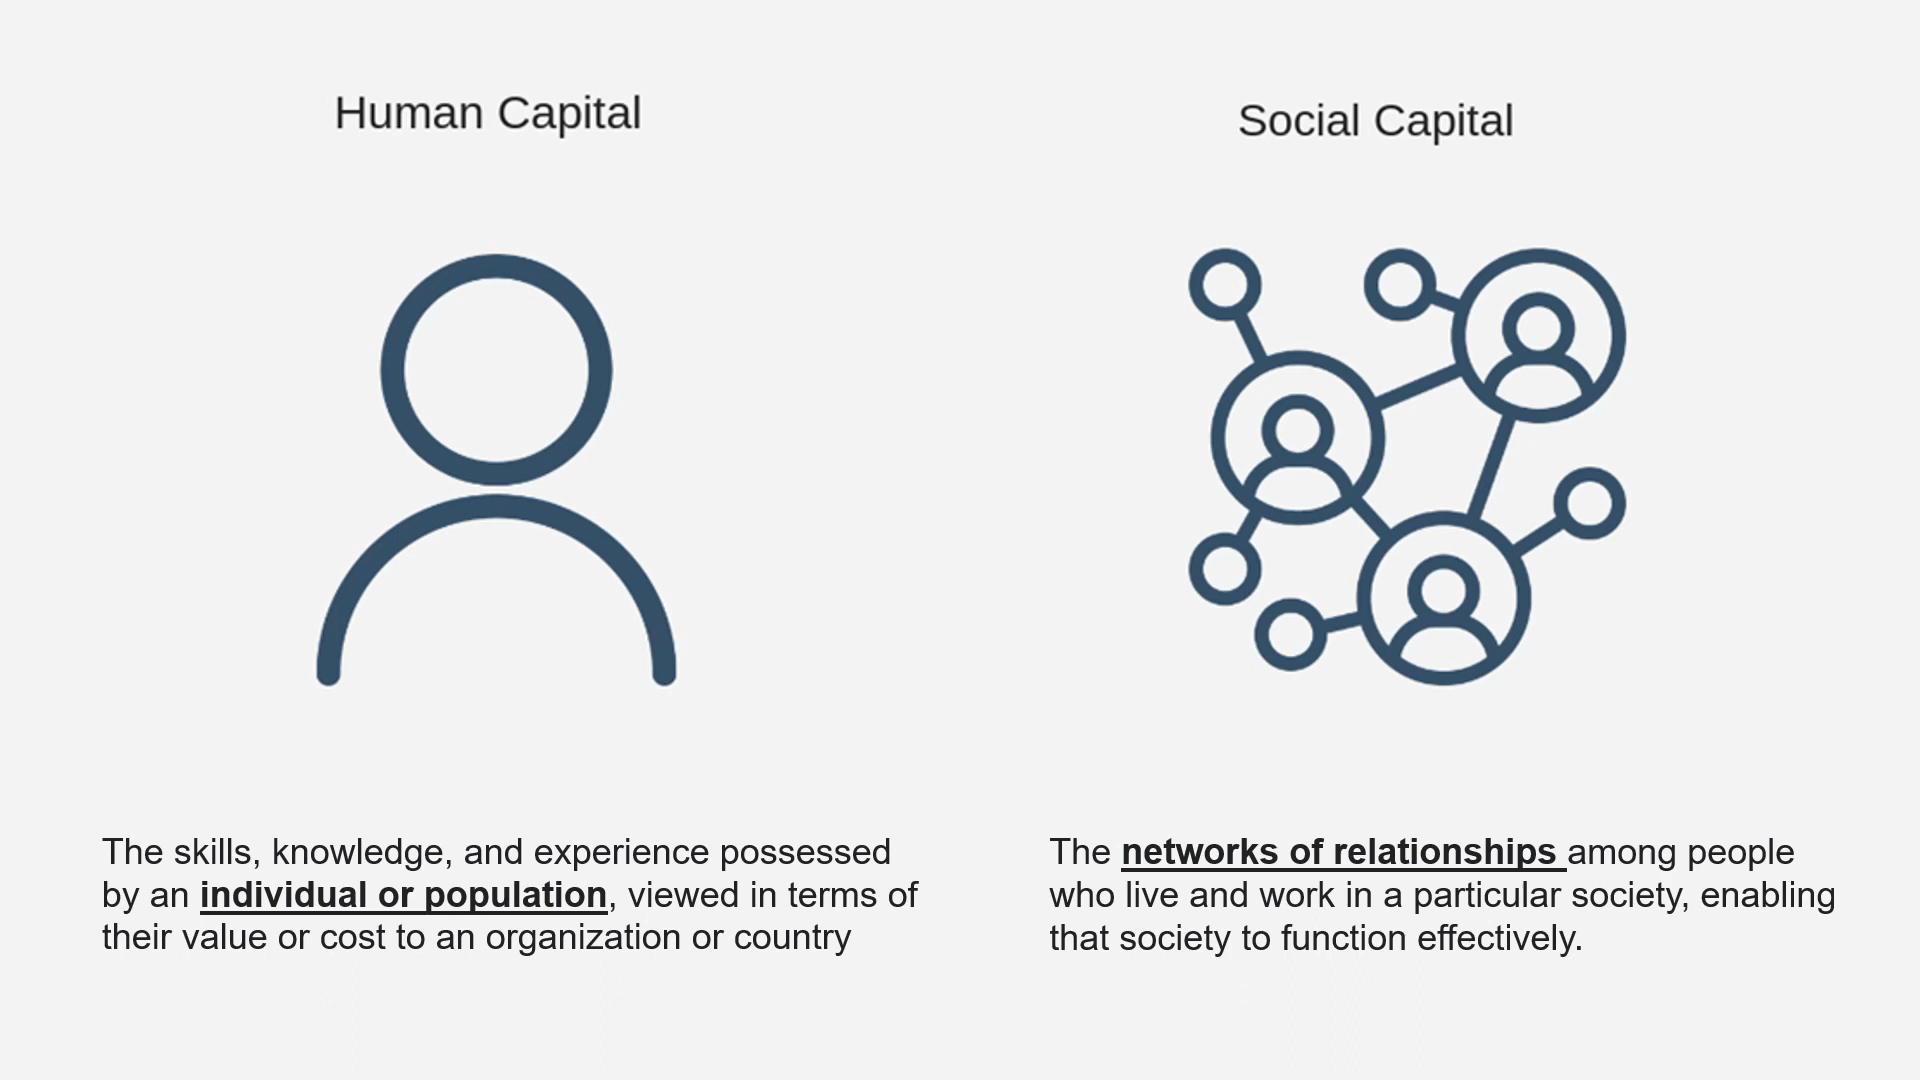 Human Capital
Social Capital
The skills, knowledge, and experience possessed
by an individual or population, viewed in terms of
their value or cost to an organization or country
The networks of relationships among people
who live and work in a particular society, enabling
that society to function effectively.